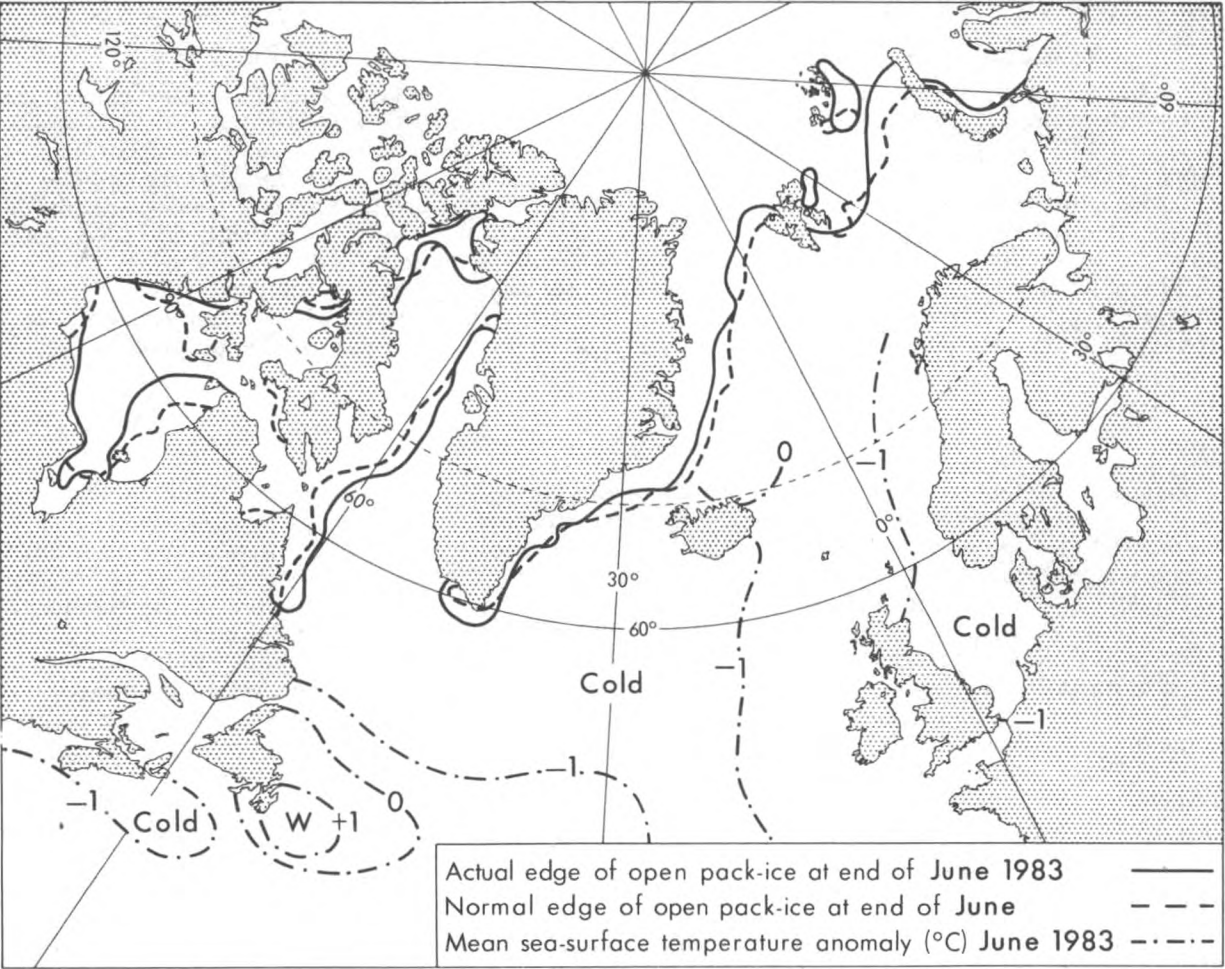 120°
60°
90°
30°
0
−1
60°
0°
30°
60°
Cold
Cold
−1
−1
−1
−1
Cold
W +1
0
Actual edge of open pack-ice at end of June 1983
Normal edge of open pack-ice at end of June
Mean sea-surface temperature anomaly (°C) June 1983